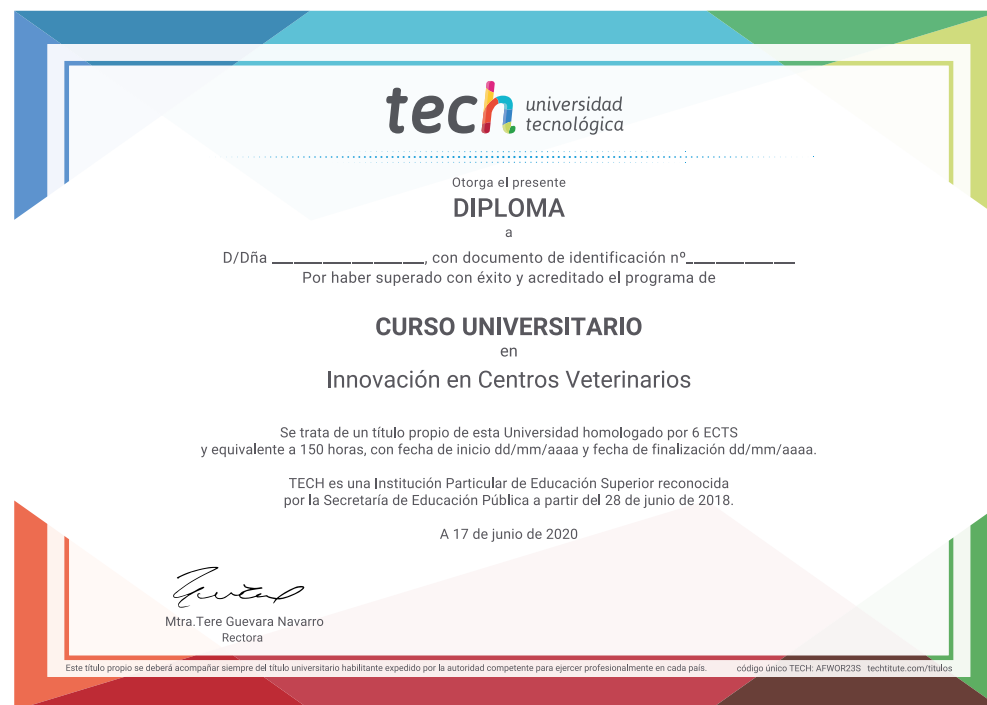 tech universidad
tecnológica
Otorga el presente
DIPLOMA
a
D/Dña ______________, con documento de identificación nº__________
Por haber superado con éxito y acreditado el programa de
CURSO UNIVERSITARIO
en
Innovación en Centros Veterinarios
Se trata de un título propio de esta Universidad homologado por 6 ECTS
y equivalente a 150 horas, con fecha de inicio dd/mm/aaaa y fecha de finalización dd/mm/aaaa.
TECH es una Institución Particular de Educación Superior reconocida
por la Secretaría de Educación Pública a partir del 28 de junio de 2018.
A 17 de junio de 2020
Mtra.Tere Guevara Navarro
Rectora
Este título propio se deberá acompañar siempre del título universitario habilitante expedido por la autoridad competente para ejercer profesionalmente en cada país. código único TECH: AFWOR23S techtitute.com/titulos